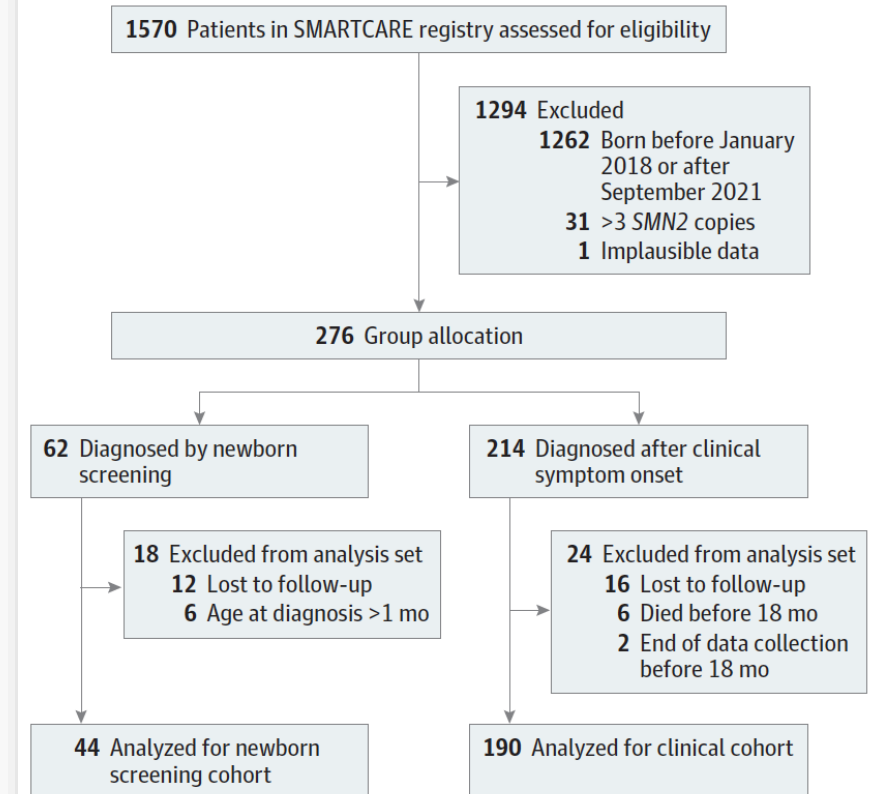 1570 Patients in SMARTCARE registry assessed for eligibility
1294 Excluded
1262 Born before January
2018 or after
September 2021
31 >3 SMN2 copies
1 Implausible data
276 Group allocation
62 Diagnosed by newborn
screening
214 Diagnosed after clinical
symptom onset
18 Excluded from analysis set
12 Lost to follow-up
6 Age at diagnosis >1 mo
24 Excluded from analysis set
16 Lost to follow-up
6 Died before 18 mo
2 End of data collection
before 18 mo
44 Analyzed for newborn
screening cohort
190 Analyzed for clinical cohort